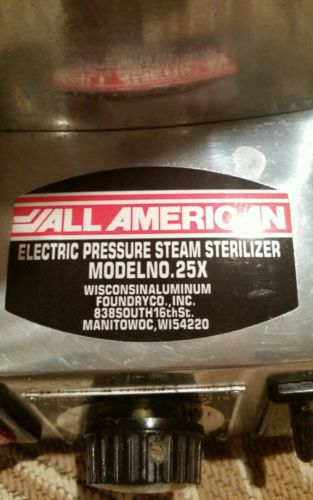 ALL AMERICAN
ELECTRIC PRESSURE STEAM STERILIZER
MODELNO.25X
WISCONSINALUMINUM
FOUNDRYCO.,INC.
838SOUTH16thSt.
MANITOWOC,WI54220